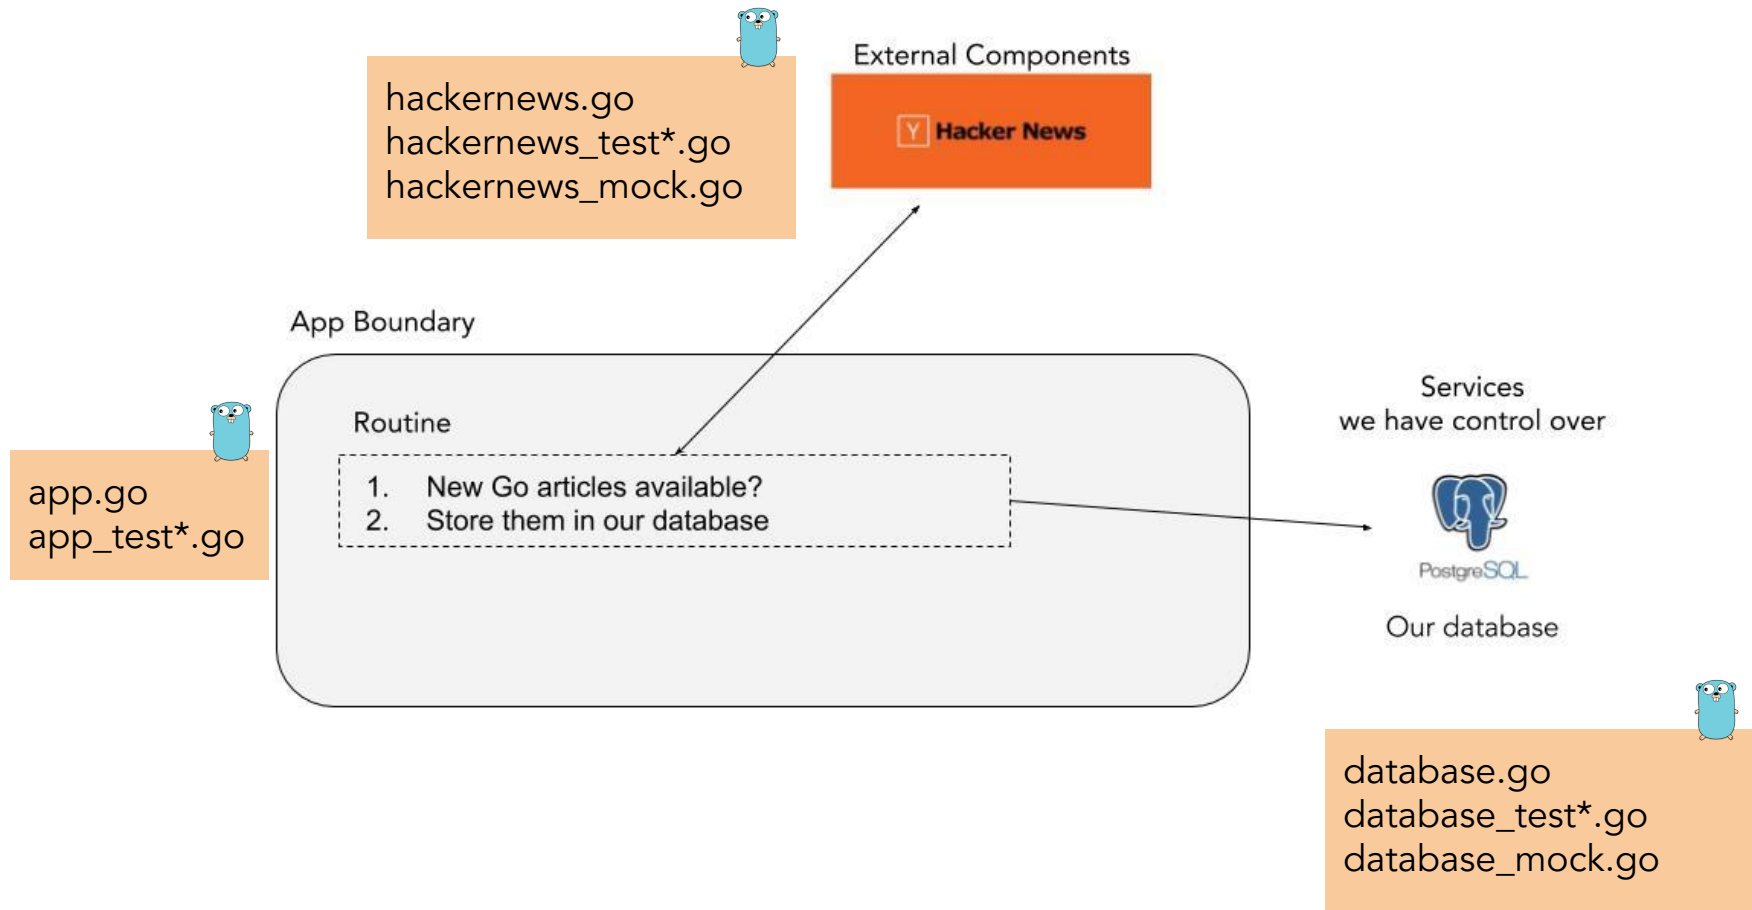 hackernews.go
hackernews_test*.go
hackernews_mock.go
External Components
Y Hacker News
App Boundary
Routine
1. New Go articles available?
2. Store them in our database
app.go
app_test*.go
Services
we have control over
PostgreSQL
Our database
database.go
database_test*.go
database_mock.go